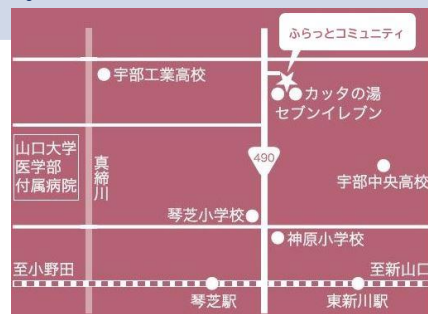 ふらっとコミュニティ
宇部工業高校
カッタの湯
セブンイレブン
山口大学
医学部
付属病院
真締川
490
宇部中央高校
琴芝小学校
神原小学校
至小野田
至新山口
琴芝駅
東新川駅